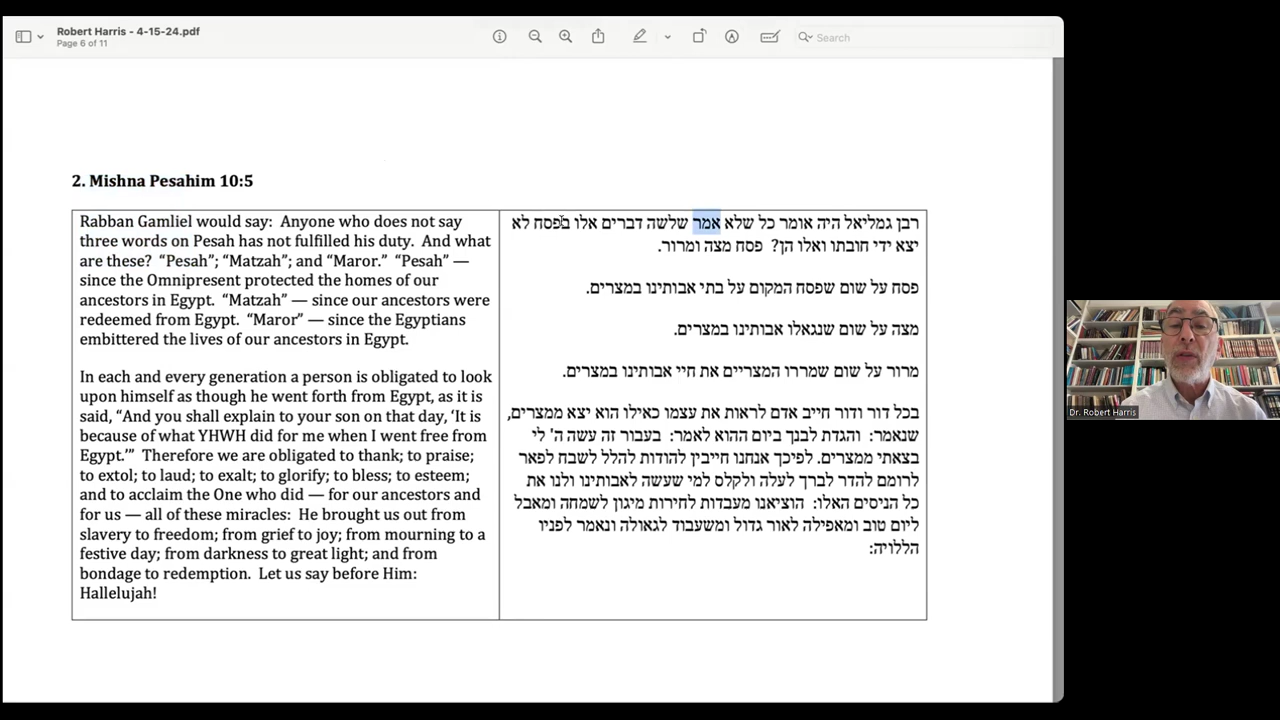 Robert Harris - 4-15-24.pdf
Page 6 of 11
Search
2. Mishna Pesahim 10:5
Rabban Gamliel would say: Anyone who does not say
three words on Pesah has not fulfilled his duty. And what
are these? “Pesah”; “Matzah”; and “Maror.” “Pesah” —
since the Omnipresent protected the homes of our
ancestors in Egypt. “Matzah” — since our ancestors were
redeemed from Egypt. “Maror” — since the Egyptians
embittered the lives of our ancestors in Egypt.
In each and every generation a person is obligated to look
upon himself as though he went forth from Egypt, as it is
said, “And you shall explain to your son on that day, ‘It is
because of what YHWH did for me when I went free from
Egypt.’” Therefore we are obligated to thank; to praise;
to extol; to laud; to exalt; to glorify; to bless; to esteem;
and to acclaim the One who did — for our ancestors and
for us — all of these miracles: He brought us out from
slavery to freedom; from grief to joy; from mourning to a
festive day; from darkness to great light; and from
bondage to redemption. Let us say before Him:
Hallelujah!
רבן גמליאל היה אומר כל שלא אמר שלשה דברים אלו בפסח לא
יצא ידי חובתו ואלו הן? פסח מצה ומרור.
פסח על שום שפסח המקום על בתי אבותינו במצרים.
מצה על שום שנגאלו אבותינו במצרים.
מרור על שום שמררו המצריים את חיי אבותינו במצרים.
בכל דור ודור חייב אדם לראות את עצמו כאילו הוא יצא ממצרים,
שנאמר: והגדת לבנך ביום ההוא לאמר: בעבור זה עשה ה' לי
בצאתי ממצרים. לפיכך אנחנו חייבין להודות להלל לשבח לפאר
לרומם להדר לברך לעלה ולקלס למי שעשה לאבותינו ולנו את
כל הניסים האלו: הוציאנו מעבדות לחירות מיגון לשמחה ומאבל
ליום טוב ומאפילה לאור גדול ומשעבוד לגאולה ונאמר לפניו
הללויה:
Dr. Robert Harris